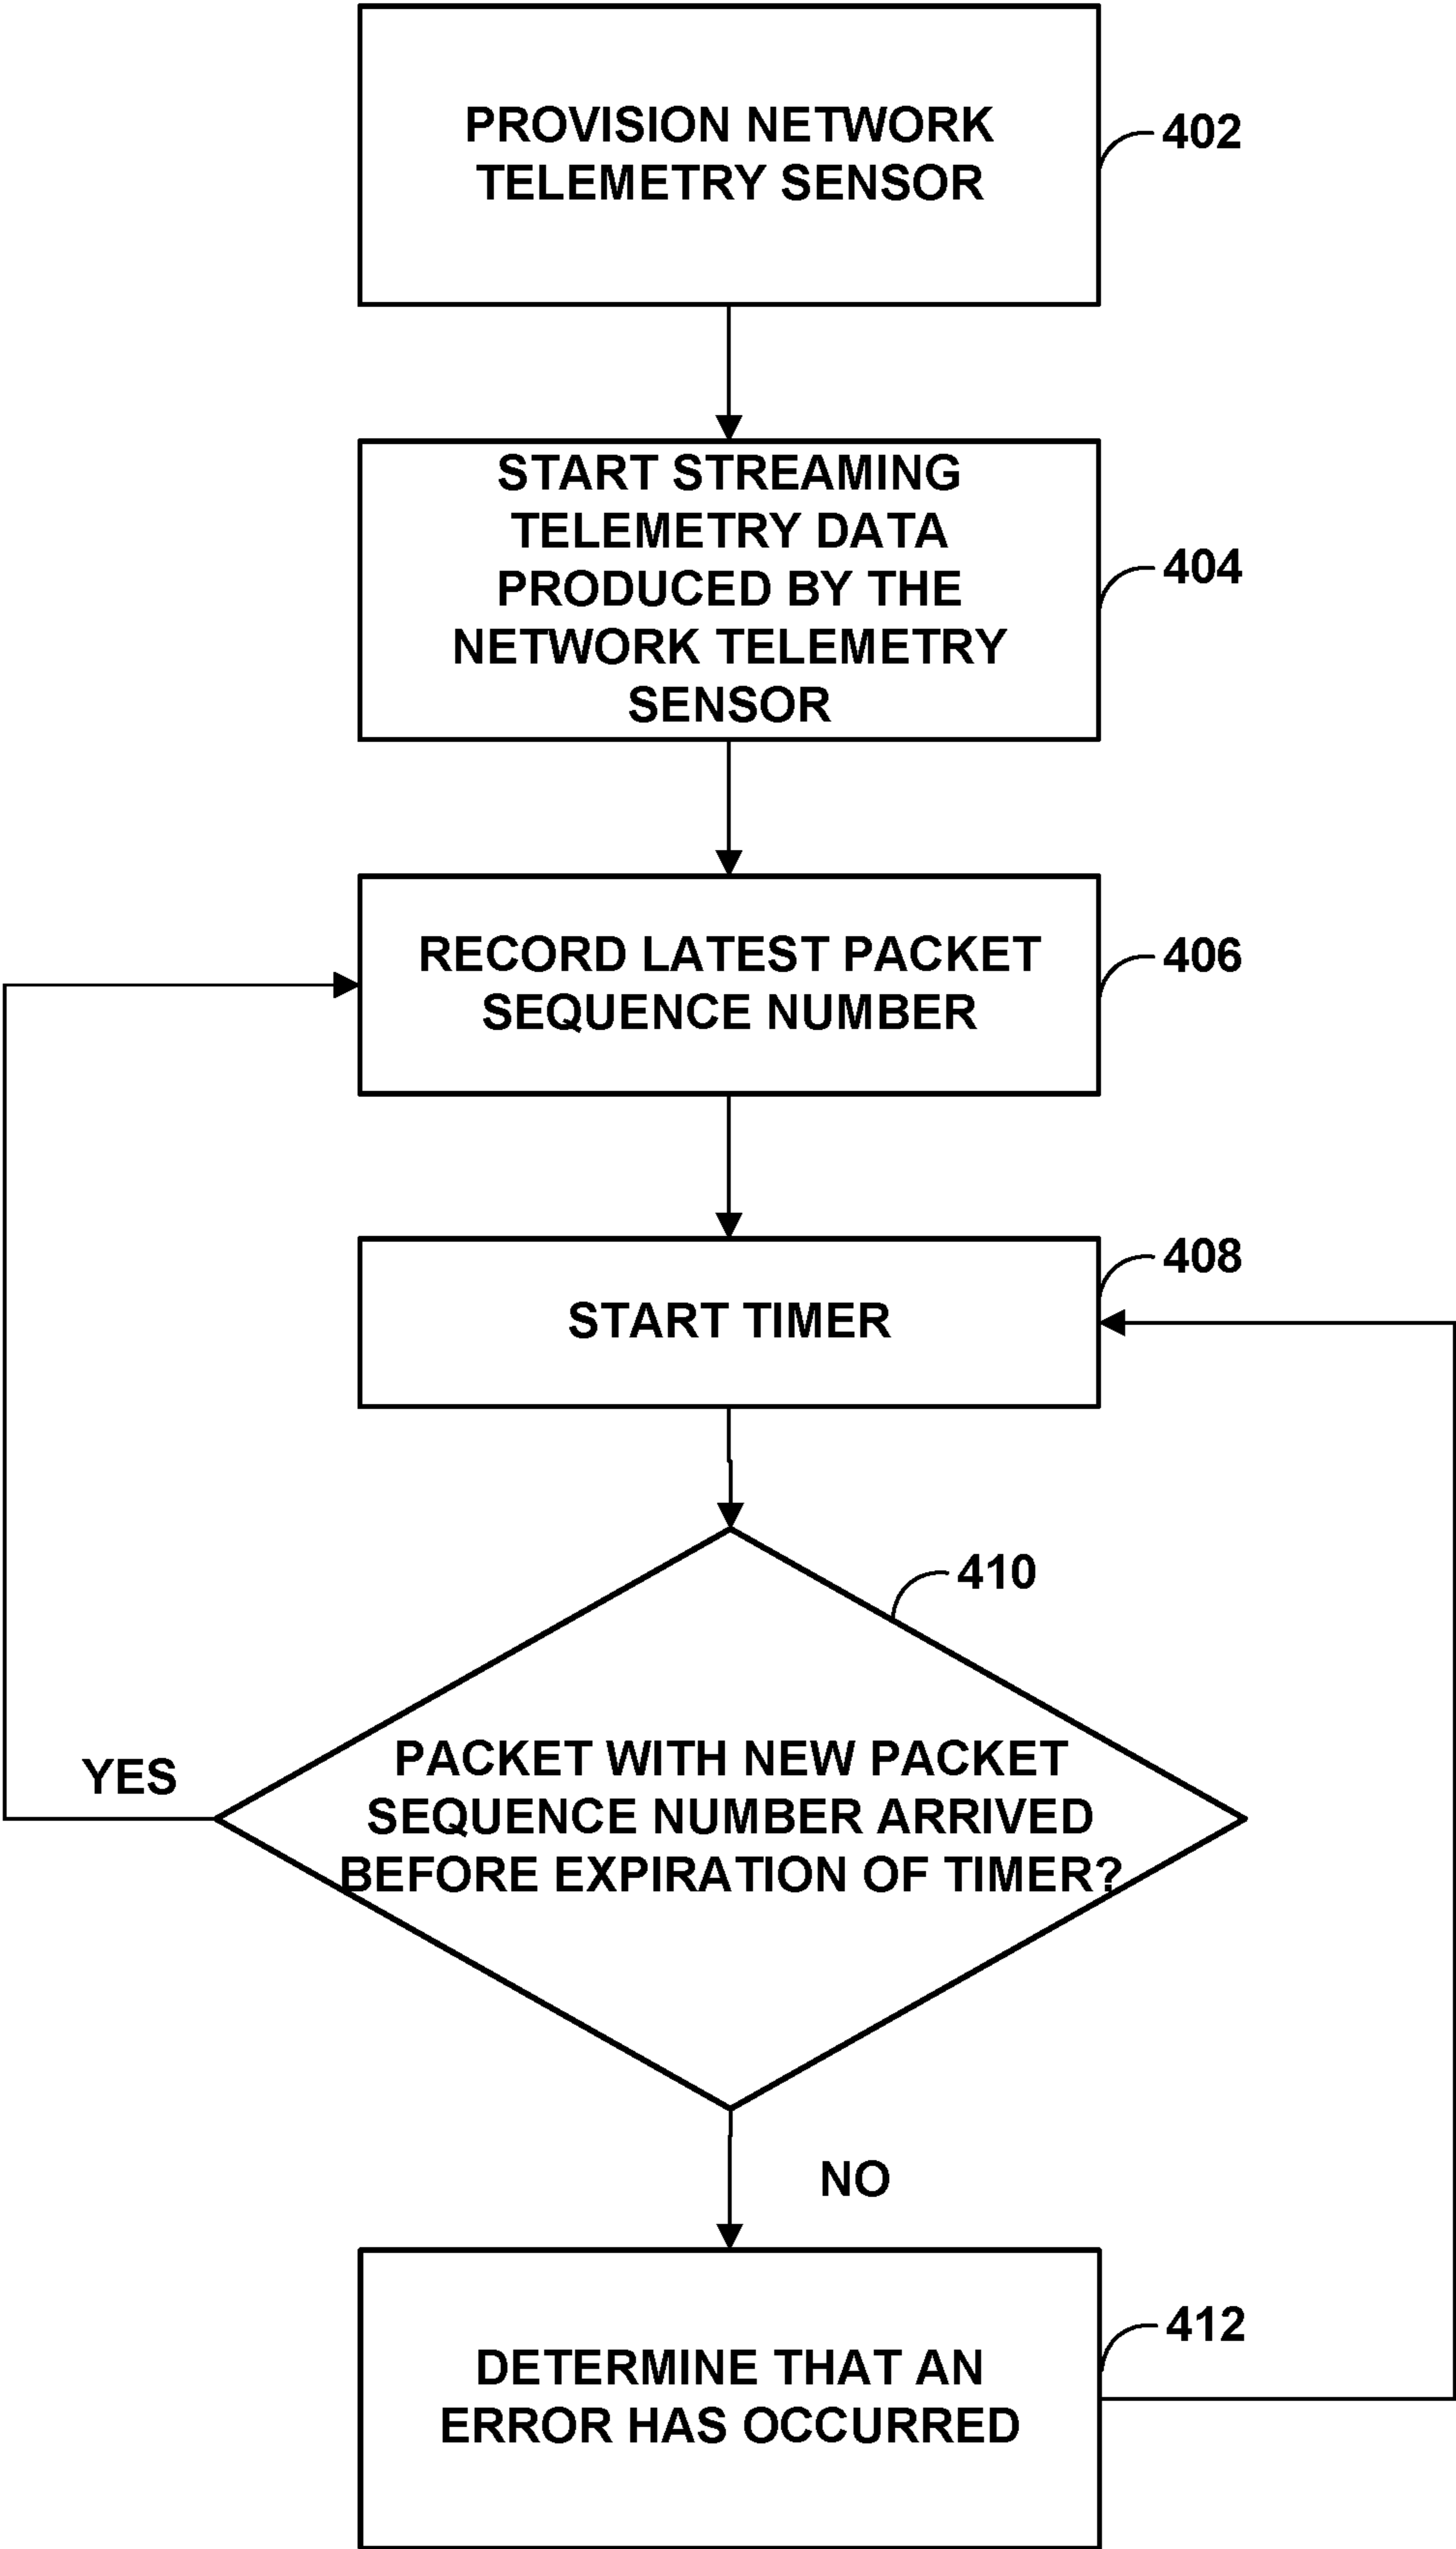 PROVISION NETWORK
TELEMETRY SENSOR
402
START STREAMING
TELEMETRY DATA
PRODUCED BY THE
NETWORK TELEMETRY
SENSOR
404
RECORD LATEST PACKET
SEQUENCE NUMBER
406
START TIMER
408
410
PACKET WITH NEW PACKET
SEQUENCE NUMBER ARRIVED
BEFORE EXPIRATION OF TIMER?
YES
NO
DETERMINE THAT AN
ERROR HAS OCCURRED
412